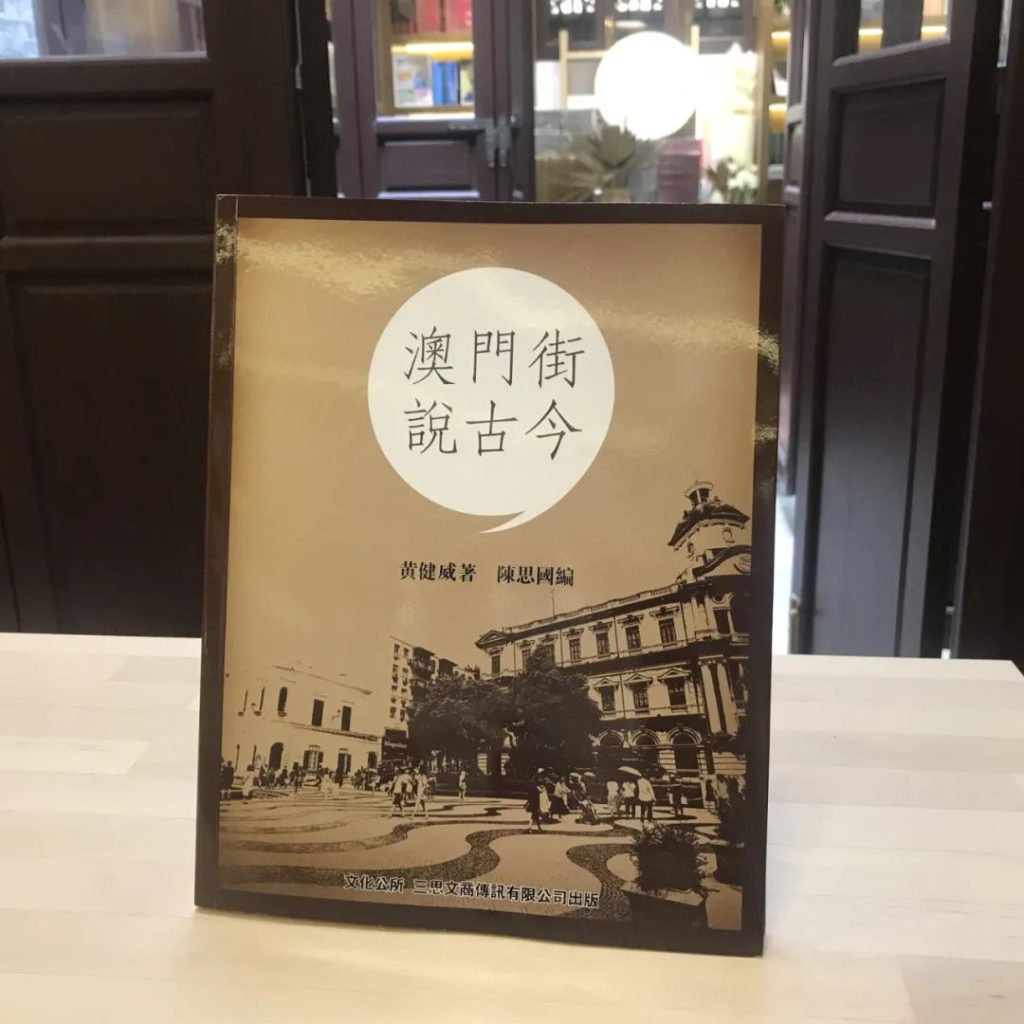 澳門街
說古今
黃健威著 陳思國編
文化公所 三思文商傳訊有限公司出版